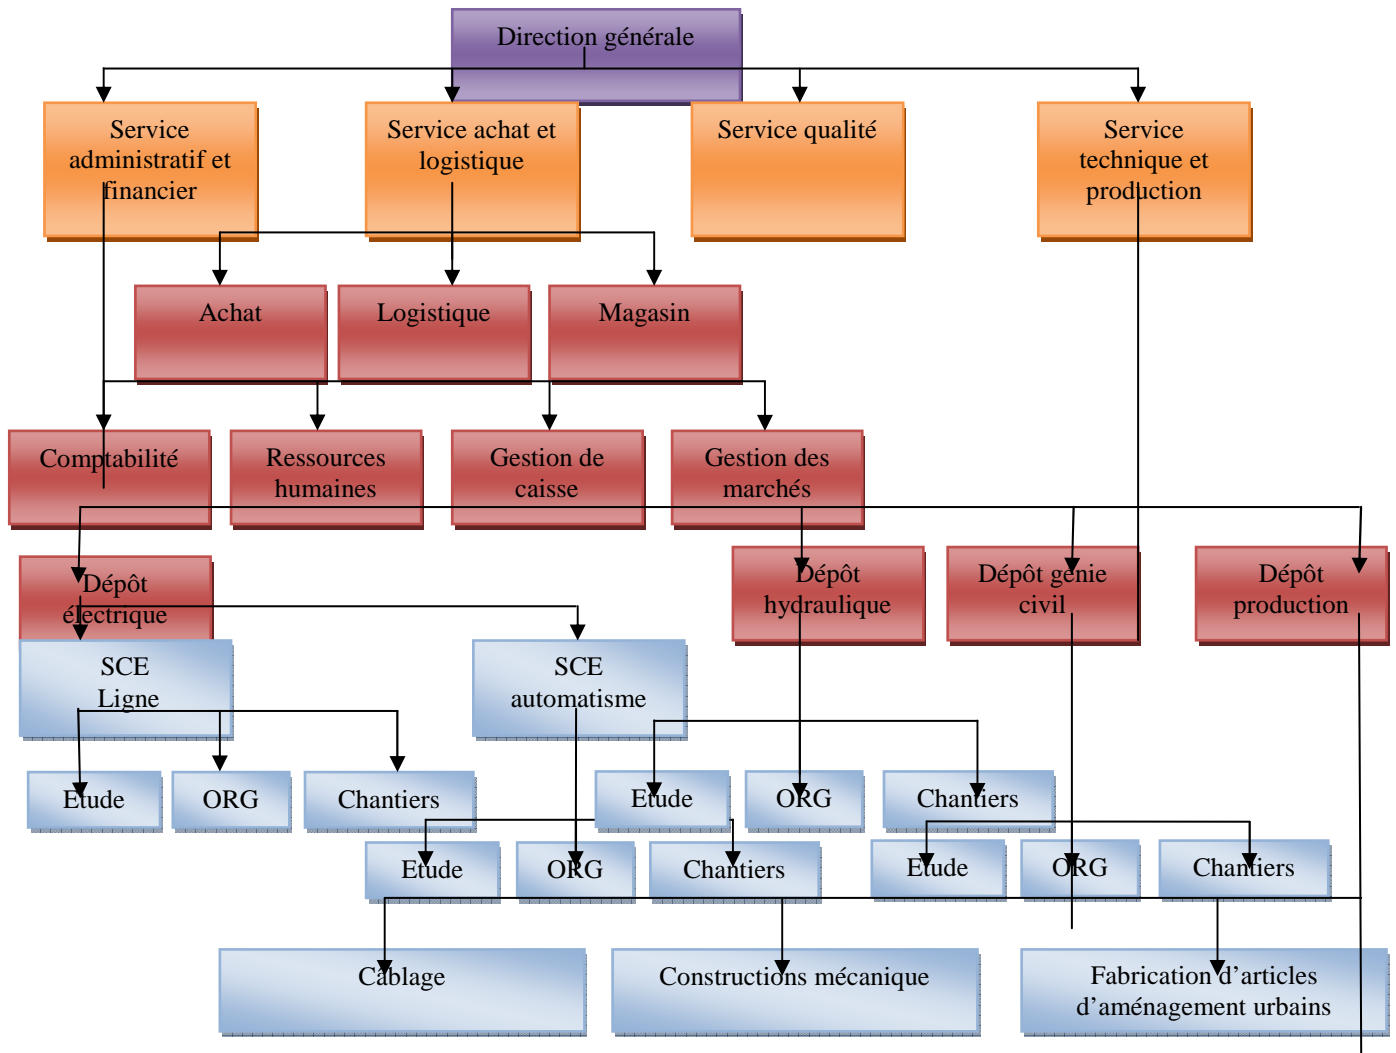 Direction générale
Service
administratif et
financier
Service achat et
logistique
Service qualité
Service
technique et
production
Achat
Logistique
Magasin
Comptabilité
Ressources
humaines
Gestion de
caisse
Gestion des
marchés
Dépôt
électrique
Dépôt
hydraulique
Dépôt génie
civil
Dépôt
production
SCE
Ligne
SCE
automatisme
Etude
ORG
Chantiers
Etude
ORG
Chantiers
Etude
ORG
Chantiers
Etude
ORG
Chantiers
Câblage
Constructions mécanique
Fabrication d’articles
d’aménagement urbains